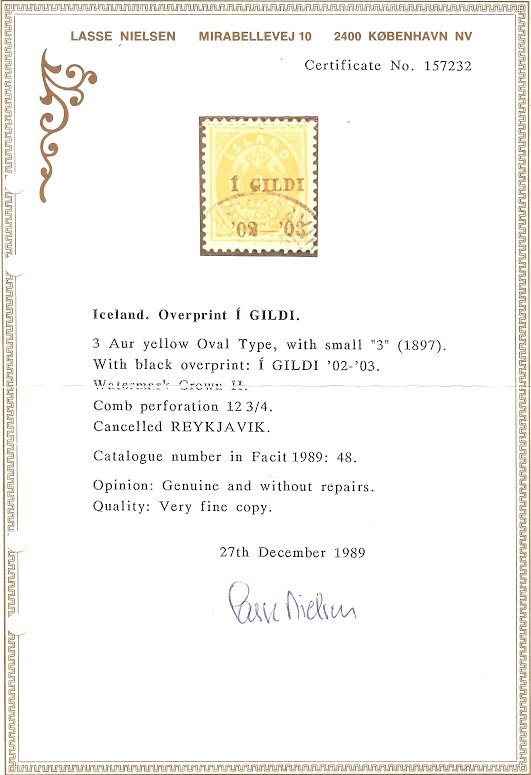 LASSE NIELSEN MIRABELLEVEJ 10 2400 KØBENHAVN NV
Certificate No. 157232
ISLAND
Í GILDI
'02–'03
Iceland. Overprint Í GILDI.
3 Aur yellow Oval Type, with small "3" (1897).
With black overprint: Í GILDI '02-'03.
Watermark Crown II.
Comb perforation 12 3/4.
Cancelled REYKJAVIK.
Catalogue number in Facit 1989: 48.
Opinion: Genuine and without repairs.
Quality: Very fine copy.
27th December 1989
Lasse Nielsen